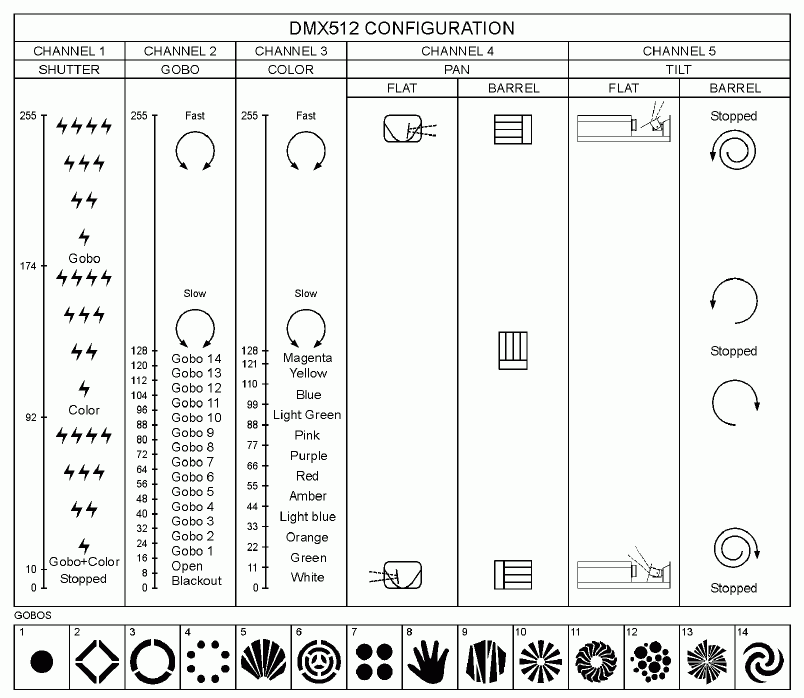 DMX512 CONFIGURATION
CHANNEL 1 CHANNEL 2 CHANNEL 3 CHANNEL 4 CHANNEL 5
SHUTTER GOBO COLOR PAN TILT
FLAT BARREL FLAT BARREL
255
Gobo
174
Color
92
Gobo+Color
10
Stopped
0
255 Fast
Slow
128
Gobo 14
120
Gobo 13
112
Gobo 12
104
Gobo 11
96
Gobo 10
88
Gobo 9
80
Gobo 8
72
Gobo 7
64
Gobo 6
56
Gobo 5
48
Gobo 4
40
Gobo 3
32
Gobo 2
24
Gobo 1
16
Open
8
Blackout
0
255 Fast
Slow
128
Magenta
121
Yellow
110
Blue
99
Light Green
88
Pink
77
Purple
66
Red
55
Amber
44
Light blue
33
Orange
22
Green
11
White
0
Stopped
Stopped
Stopped
GOBOS
1 2 3 4 5 6 7 8 9 10 11 12 13 14